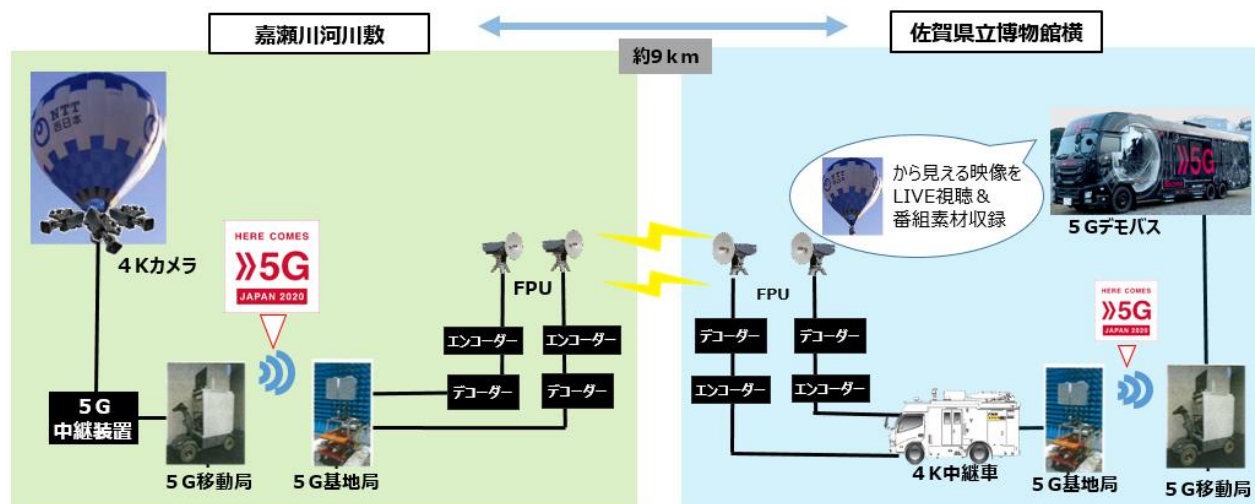 嘉瀬川河川敷
佐賀県立博物館横
約9km
NTT
西日本
4Kカメラ
HERE COMES
5G
JAPAN 2020
FPU
エンコーダー
エンコーダー
デコーダー
デコーダー
5G
中継装置
5G移動局
5G基地局
から見える映像を
LIVE視聴&
番組素材収録
5G
5Gデモバス
FPU
デコーダー
デコーダー
エンコーダー
エンコーダー
HERE COMES
5G
JAPAN 2020
4K中継車
5G基地局
5G移動局